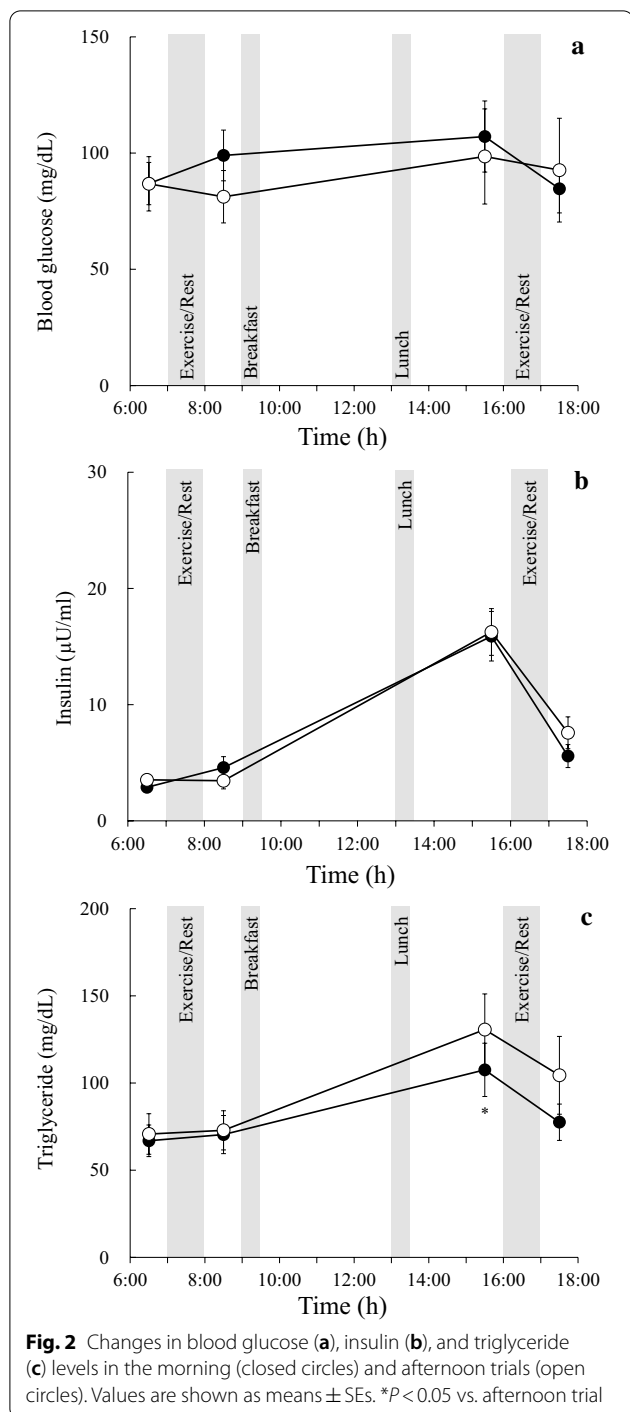 150
a
100
50
0
Blood glucose (mg/dL)
Exercise/Rest
Breakfast
Lunch
Exercise/Rest
6:00 8:00 10:00 12:00 14:00 16:00 18:00
Time (h)
30
b
20
10
0
Insulin (μU/ml)
Exercise/Rest
Breakfast
Lunch
Exercise/Rest
6:00 8:00 10:00 12:00 14:00 16:00 18:00
Time (h)
200
c
150
100
50
0
Triglyceride (mg/dL)
Exercise/Rest
Breakfast
Lunch
Exercise/Rest
*
6:00 8:00 10:00 12:00 14:00 16:00 18:00
Time (h)
Fig. 2 Changes in blood glucose (a), insulin (b), and triglyceride
(c) levels in the morning (closed circles) and afternoon trials (open
circles). Values are shown as means ± SEs. *P < 0.05 vs. afternoon trial